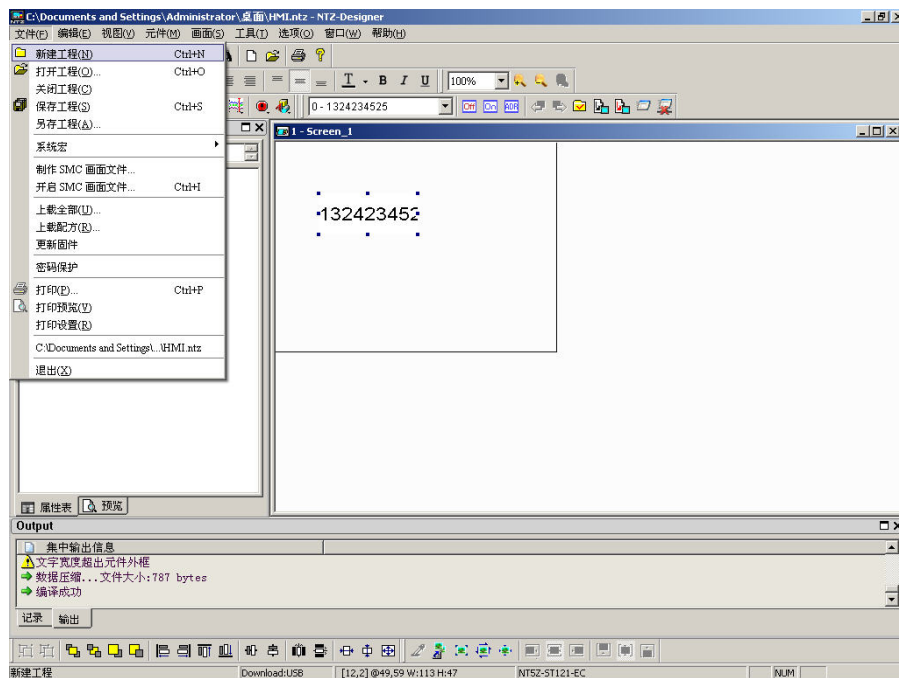 C:\Documents and Settings\Administrator\桌面\HMI.ntz - NTZ-Designer
文件(F) 编辑(E) 视图(V) 元件(M) 画面(S) 工具(T) 选项(O) 窗口(W) 帮助(H)
新建工程(N) Ctrl+N
打开工程(O)... Ctrl+O
关闭工程(C)
保存工程(S) Ctrl+S
另存工程(A)...
系统宏
制作 SMC 画面文件...
开启 SMC 画面文件... Ctrl+I
上载全部(U)...
上载配方(R)...
更新固件
密码保护
打印(P)... Ctrl+P
打印预览(V)
打印设置(R)
C:\Documents and Settings\...\HMI.ntz
退出(X)
T B I U 100%
0 - 1324234525 Off On ADR
1 - Screen_1
132423452
属性表 预览
Output
集中输出信息
文字宽度超出元件外框
数据压缩...文件大小:787 bytes
编译成功
记录 输出
新建工程 Download:USB [12,2] @49,59 W:113 H:47 NT5Z-ST121-EC NUM